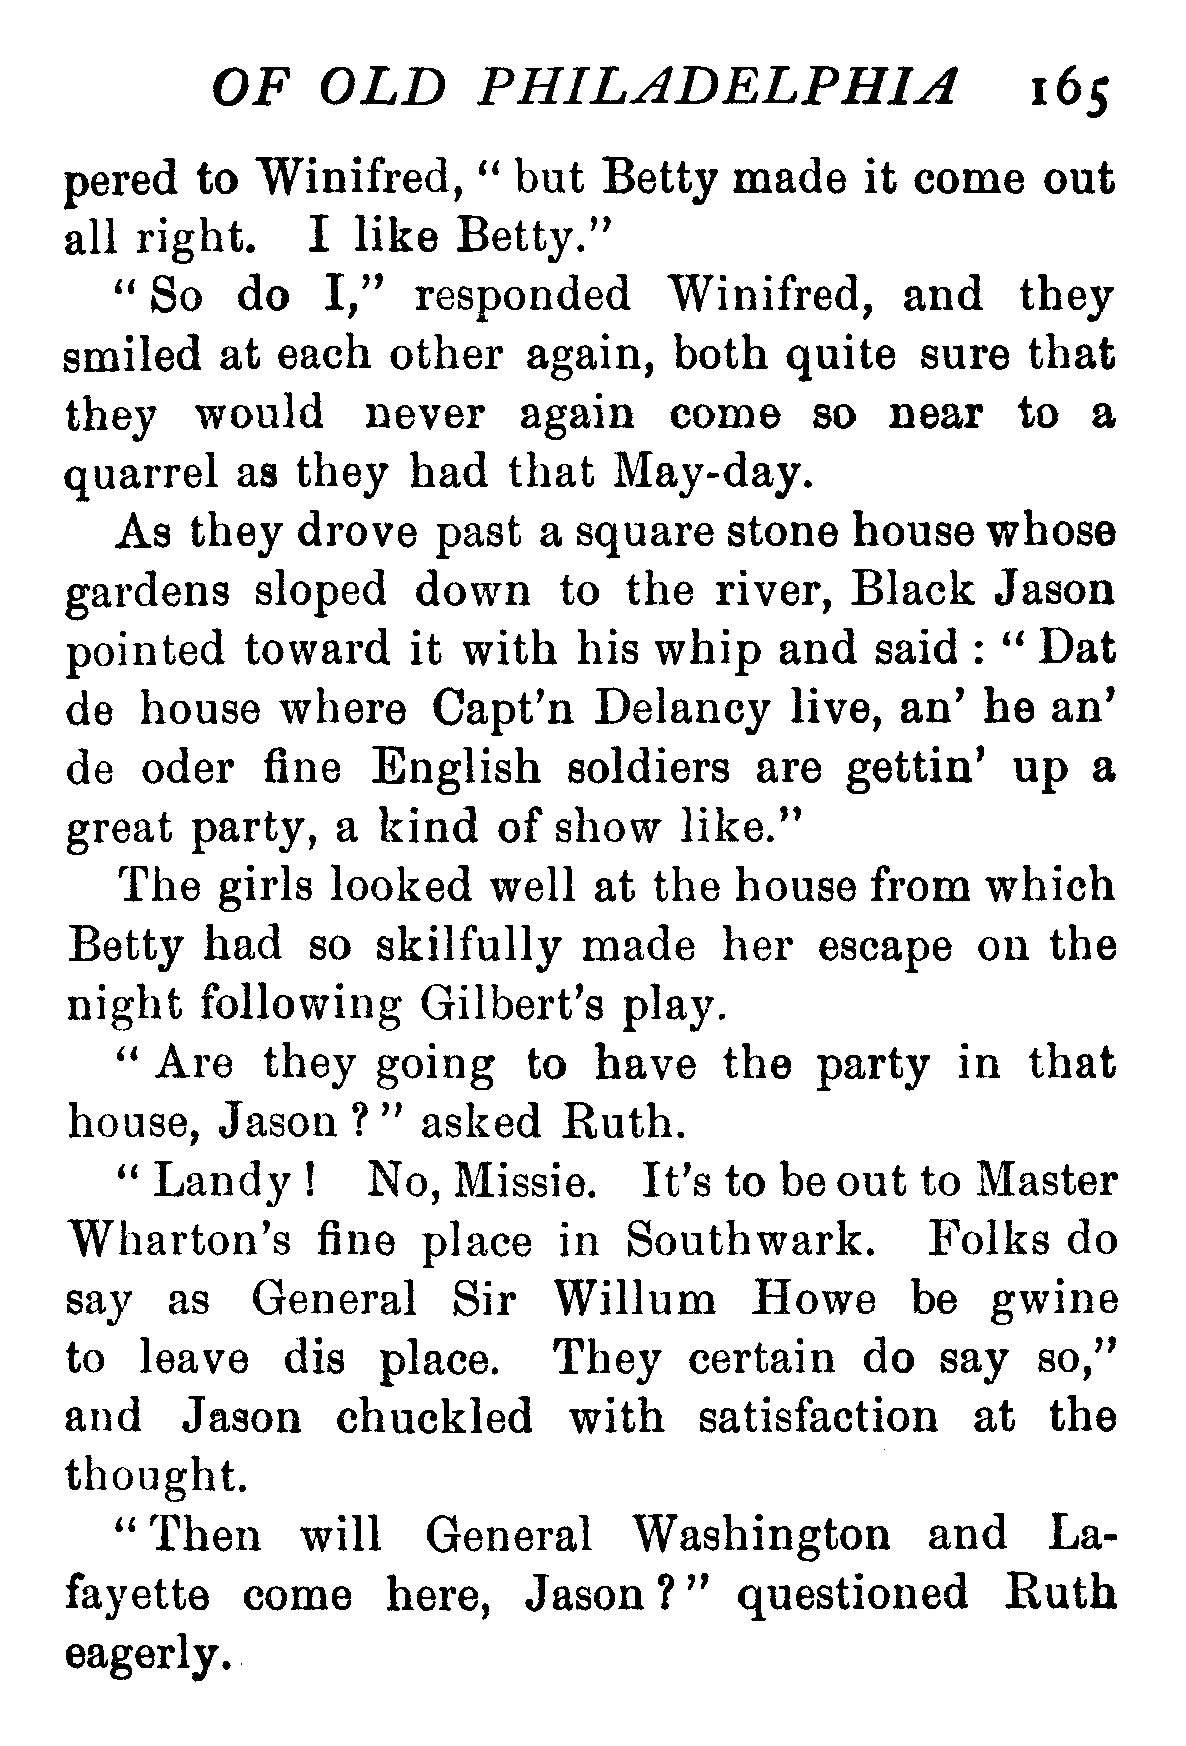 OF OLD PHILADELPHIA 165
pered to Winifred, “ but Betty made it come out
all right. I like Betty.”
“ So do I,” responded Winifred, and they
smiled at each other again, both quite sure that
they would never again come so near to a
quarrel as they had that May-day.
As they drove past a square stone house whose
gardens sloped down to the river, Black Jason
pointed toward it with his whip and said : “ Dat
de house where Capt’n Delancy live, an’ he an’
de oder fine English soldiers are gettin’ up a
great party, a kind of show like.”
The girls looked well at the house from which
Betty had so skilfully made her escape on the
night following Gilbert’s play.
“ Are they going to have the party in that
house, Jason ? ” asked Ruth.
“ Landy ! No, Missie. It’s to be out to Master
Wharton’s fine place in Southwark. Folks do
say as General Sir Willum Howe be gwine
to leave dis place. They certain do say so,”
and Jason chuckled with satisfaction at the
thought.
“ Then will General Washington and La-
fayette come here, Jason ? ” questioned Ruth
eagerly.